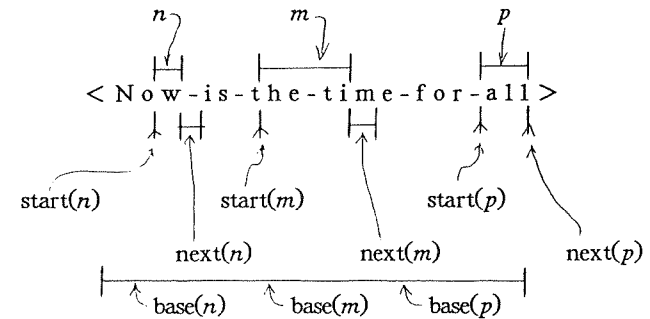 n m p
< N o w - i s - t h e - t i m e - f o r - a l l >
start(n) start(m) start(p)
next(n) next(m) next(p)
base(n) base(m) base(p)